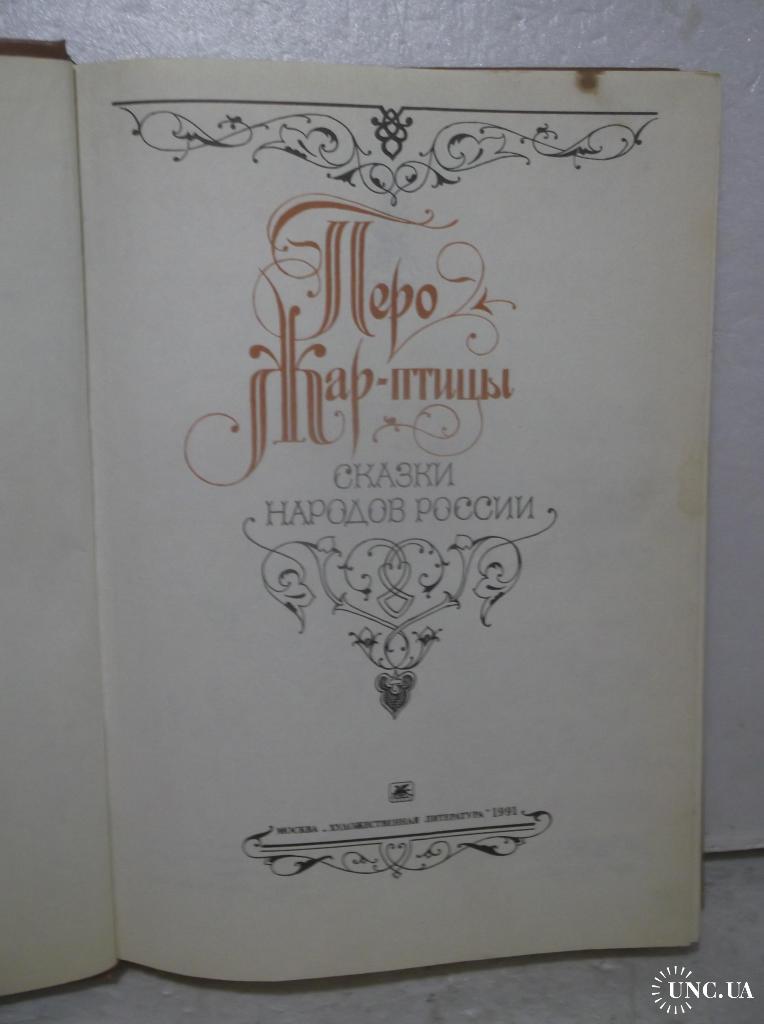 Перо
Жар-птицы
СКАЗКИ
НАРОДОВ РОССИИ
МОСКВА „ХУДОЖЕСТВЕННАЯ ЛИТЕРАТУРА" 1991
UNC.UA